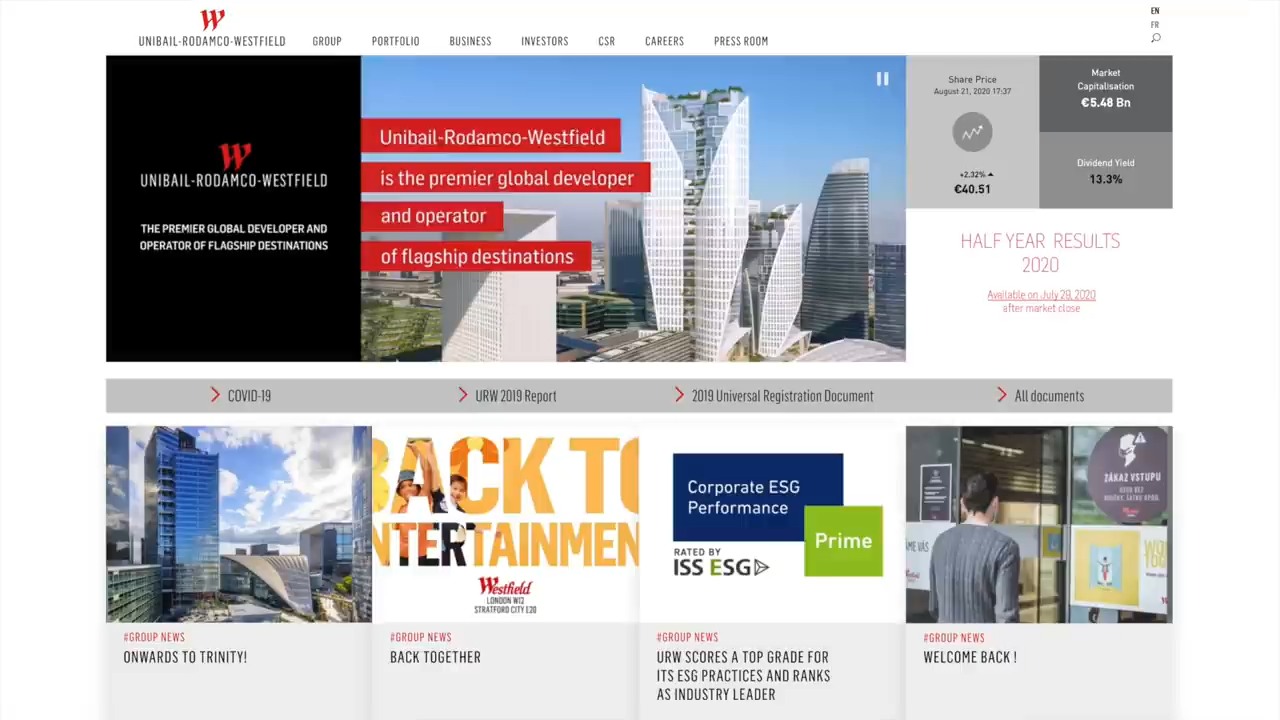 EN
FR
UNIBAIL-RODAMCO-WESTFIELD
GROUP
PORTFOLIO
BUSINESS
INVESTORS
CSR
CAREERS
PRESS ROOM
UNIBAIL-RODAMCO-WESTFIELD
THE PREMIER GLOBAL DEVELOPER AND
OPERATOR OF FLAGSHIP DESTINATIONS
Unibail-Rodamco-Westfield
is the premier global developer
and operator
of flagship destinations
Share Price
August 21, 2020 17:37
+2,32%
€40.51
Market
Capitalisation
€5.48 Bn
Dividend Yield
13.3%
HALF YEAR RESULTS
2020
Available on July 29, 2020
after market close
COVID-19
URW 2019 Report
2019 Universal Registration Document
All documents
BACK TO
ENTERTAINMEN
Westfield
LONDON W12
STRATFORD CITY E20
Corporate ESG
Performance
Prime
RATED BY
ISS ESG
ZÁKAZ VSTUPU
#GROUP NEWS
ONWARDS TO TRINITY!
#GROUP NEWS
BACK TOGETHER
#GROUP NEWS
URW SCORES A TOP GRADE FOR
ITS ESG PRACTICES AND RANKS
AS INDUSTRY LEADER
#GROUP NEWS
WELCOME BACK !